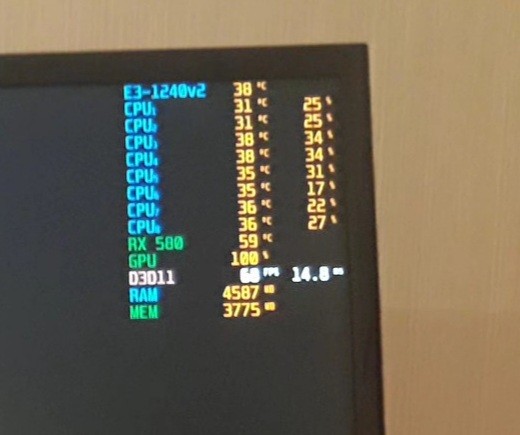 E3-1240v2 38 °C
CPU1 31 °C 25 %
CPU2 31 °C 25 %
CPU3 38 °C 34 %
CPU4 38 °C 34 %
CPU5 35 °C 31 %
CPU6 35 °C 17 %
CPU7 36 °C 22 %
CPU8 36 °C 27 %
RX 580 59 °C
GPU 100 %
D3D11 68 FPS 14.8 ms
RAM 4587 MB
MEM 3775 MB